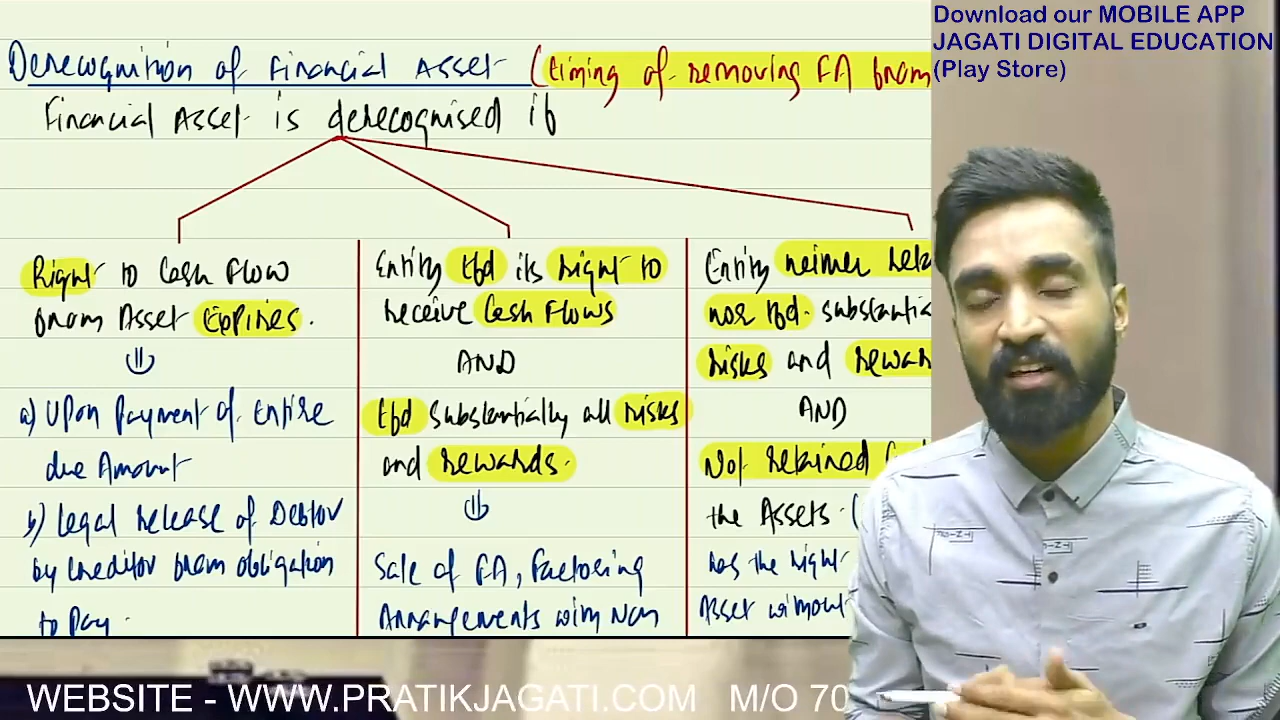 Download our MOBILE APP
JAGATI DIGITAL EDUCATION
(Play Store)
Derecognition of Financial Asset (timing of removing FA from
Financial Asset is derecognised if
Right to Cash Flow
from Asset Expires.
a) Upon Payment of Entire
due Amount
b) Legal release of Debtor
by creditor from obligation
to Pay.
Entity tfd its right to
receive Cash Flows
AND
tfd substantially all risks
and rewards.
Sale of FA, Factoring
Arrangements with Non
Entity neither
nor tfd. substantia
risks and rewar
AND
Not retained
the Assets. (
has the right
Asset without
WEBSITE - WWW.PRATIKJAGATI.COM M/O 70